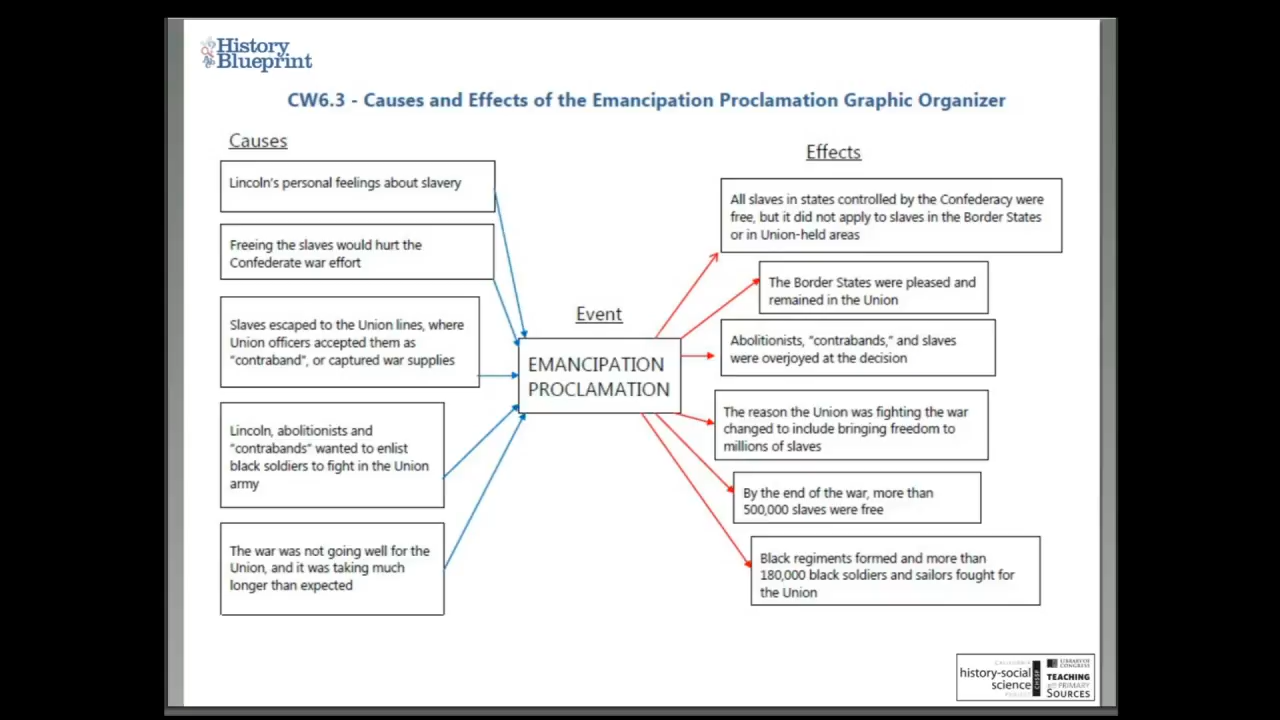 History
Blueprint
CW6.3 - Causes and Effects of the Emancipation Proclamation Graphic Organizer
Causes
Lincoln's personal feelings about slavery
Freeing the slaves would hurt the
Confederate war effort
Slaves escaped to the Union lines, where
Union officers accepted them as
"contraband", or captured war supplies
Lincoln, abolitionists and
"contrabands" wanted to enlist
black soldiers to fight in the Union
army
The war was not going well for the
Union, and it was taking much
longer than expected
Event
EMANCIPATION
PROCLAMATION
Effects
All slaves in states controlled by the Confederacy were
free, but it did not apply to slaves in the Border States
or in Union-held areas
The Border States were pleased and
remained in the Union
Abolitionists, "contrabands," and slaves
were overjoyed at the decision
The reason the Union was fighting the war
changed to include bringing freedom to
millions of slaves
By the end of the war, more than
500,000 slaves were free
Black regiments formed and more than
180,000 black soldiers and sailors fought for
the Union
CALIFORNIA
history-social
science
PROJECT
CHSSP
LIBRARY OF
CONGRESS
TEACHING
with PRIMARY
SOURCES